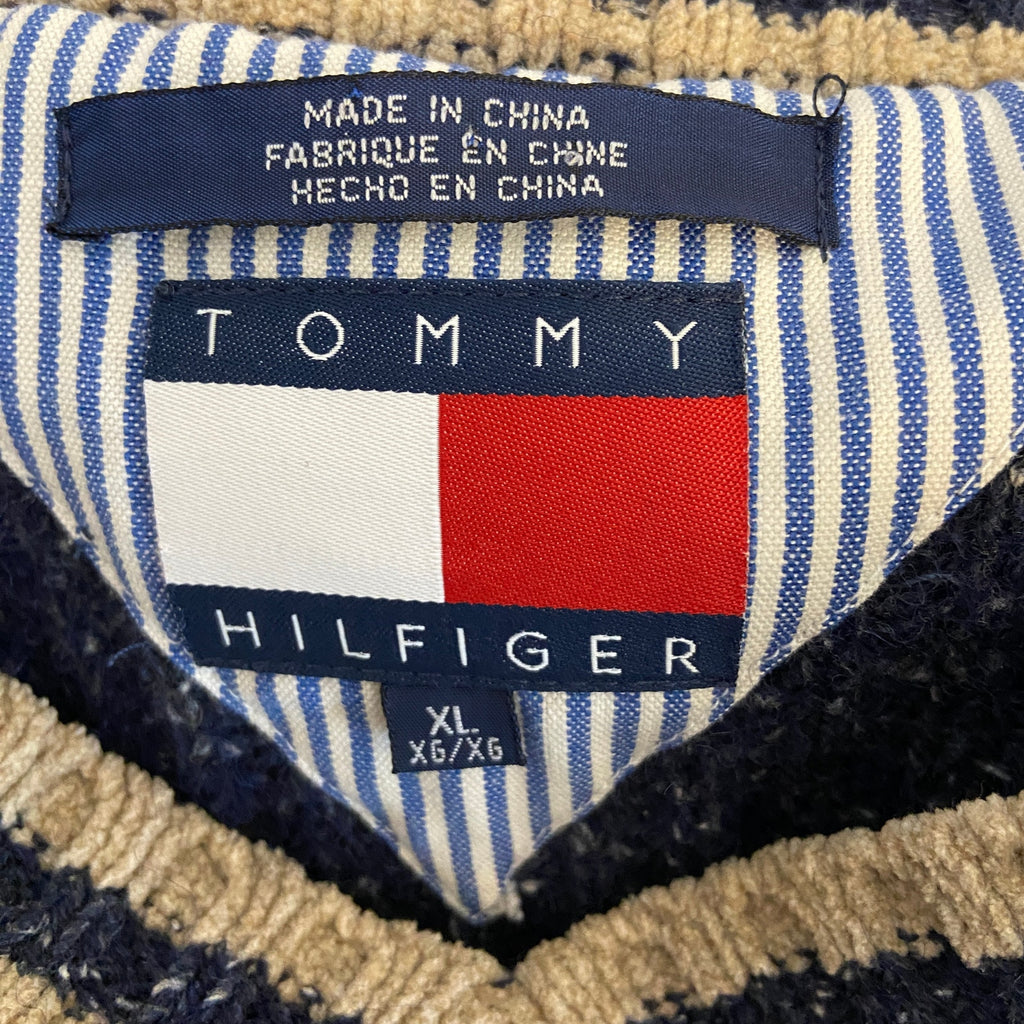 MADE IN CHINA
FABRIQUE EN CHINE
HECHO EN CHINA
TOMMY
HILFIGER
XL
XG/XG